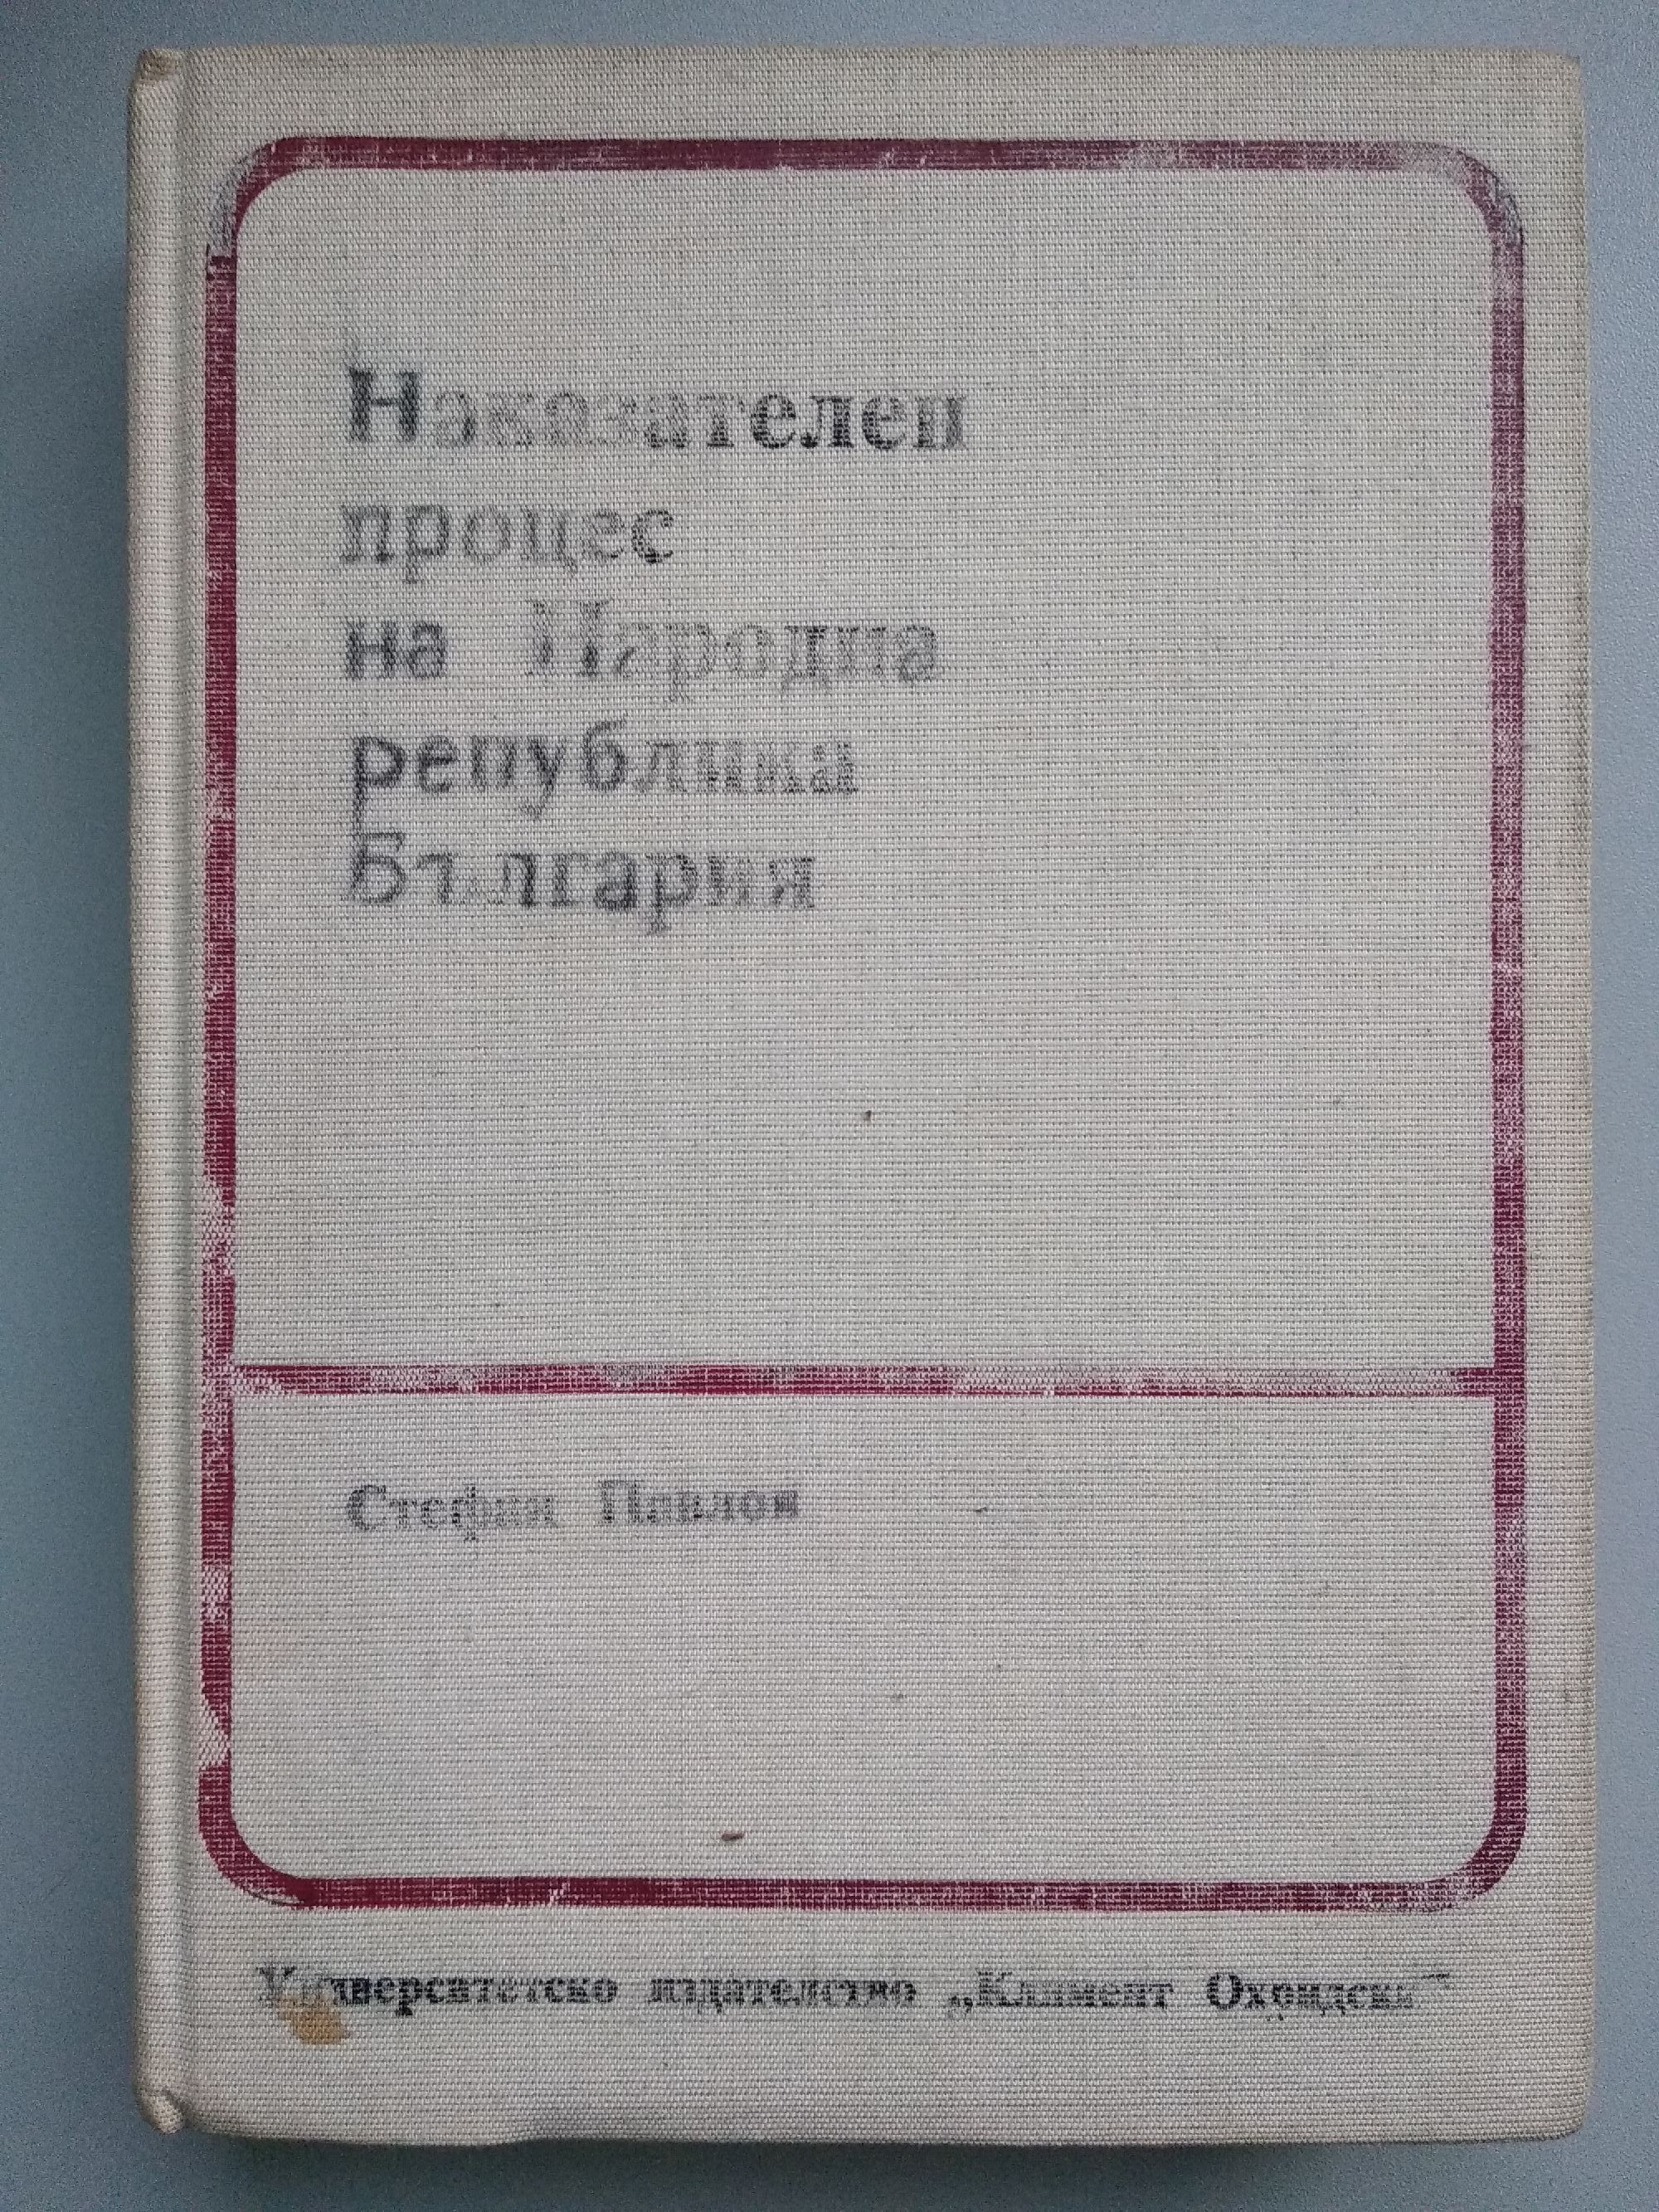 Наказателен
процес
на Народна
република
България
Стефан Павлов
Университетско издателство „Климент Охридски“